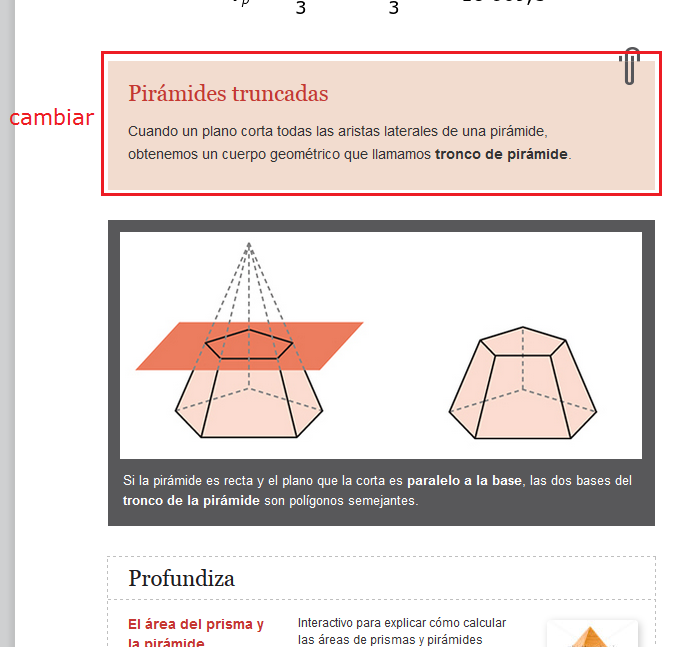 3 3
cambiar
Pirámides truncadas
Cuando un plano corta todas las aristas laterales de una pirámide,
obtenemos un cuerpo geométrico que llamamos tronco de pirámide.
Si la pirámide es recta y el plano que la corta es paralelo a la base, las dos bases del
tronco de la pirámide son polígonos semejantes.
Profundiza
El área del prisma y
la pirámide
Interactivo para explicar cómo calcular
las áreas de prismas y pirámides